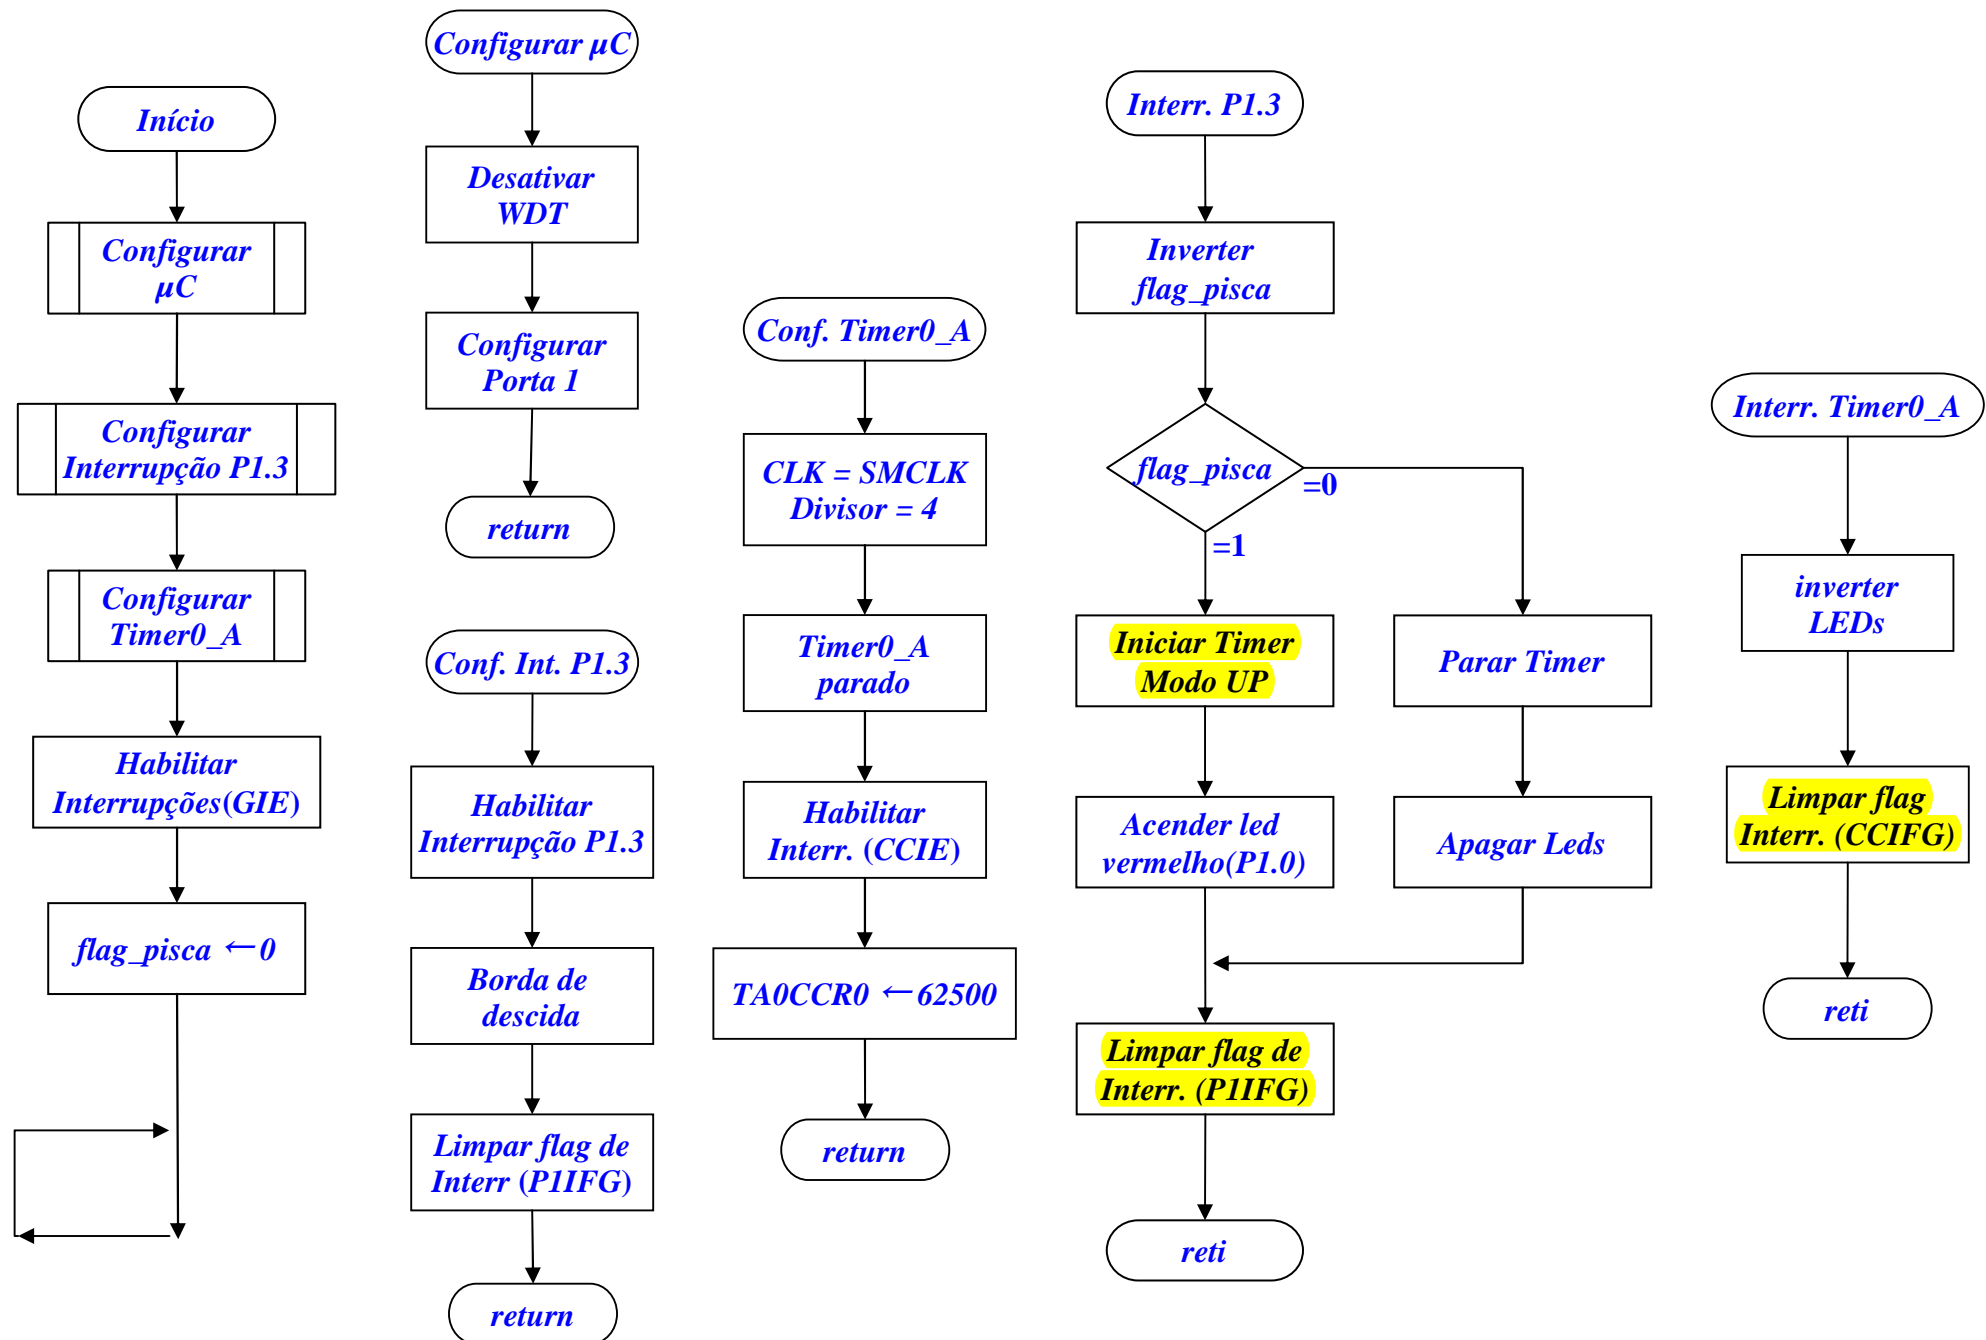 Início
Configurar
µC
Configurar
Interrupção P1.3
Configurar
Timer0_A
Habilitar
Interrupções(GIE)
flag_pisca ← 0
Configurar µC
Desativar
WDT
Configurar
Porta 1
return
Conf. Int. P1.3
Habilitar
Interrupção P1.3
Borda de
descida
Limpar flag de
Interr (P1IFG)
return
Conf. Timer0_A
CLK = SMCLK
Divisor = 4
Timer0_A
parado
Habilitar
Interr. (CCIE)
TA0CCR0 ← 62500
return
Interr. P1.3
Inverter
flag_pisca
flag_pisca
=0
=1
Iniciar Timer
Modo UP
Parar Timer
Acender led
vermelho(P1.0)
Apagar Leds
Limpar flag de
Interr. (P1IFG)
reti
Interr. Timer0_A
inverter
LEDs
Limpar flag
Interr. (CCIFG)
reti